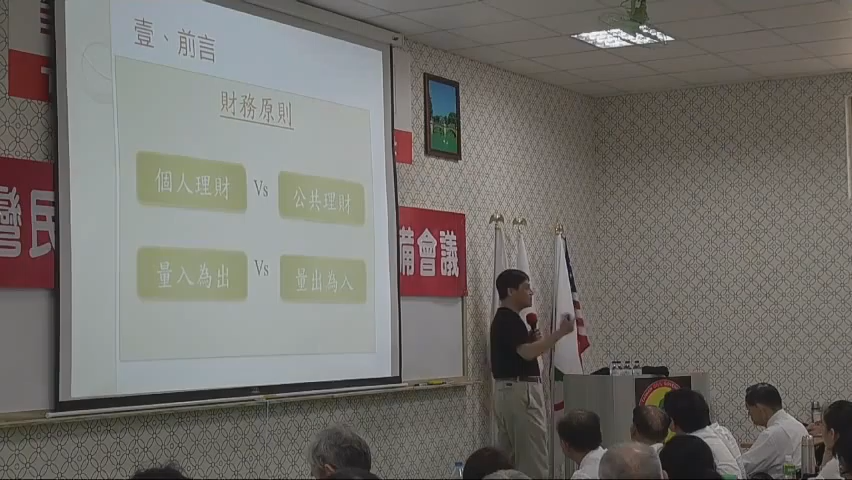 壹、前言
財務原則
個人理財 Vs 公共理財
量入為出 Vs 量出為入
灣民
備會議